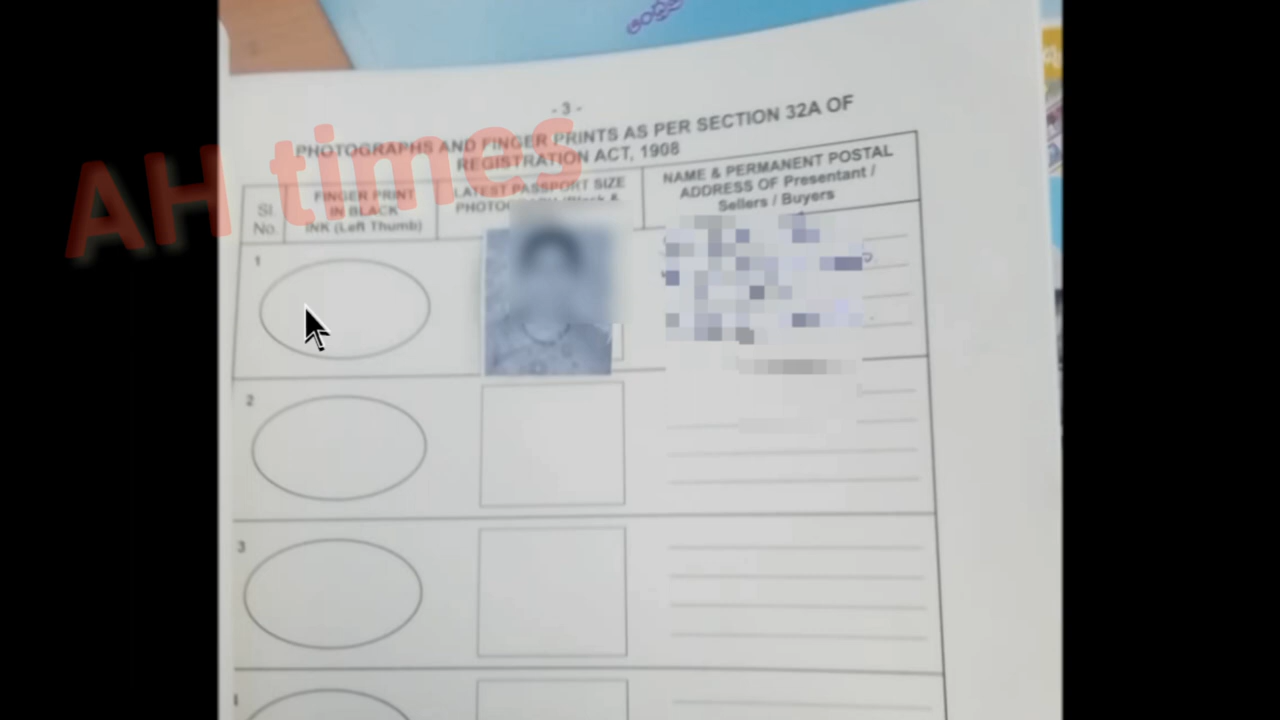 - 3 -
PHOTOGRAPHS AND FINGER PRINTS AS PER SECTION 32A OF
REGISTRATION ACT, 1908
AH times
Sl.
No.
FINGER PRINT
IN BLACK
INK (Left Thumb)
LATEST PASSPORT SIZE
NAME & PERMANENT POSTAL
ADDRESS OF Presentant /
Sellers / Buyers
1
2
3